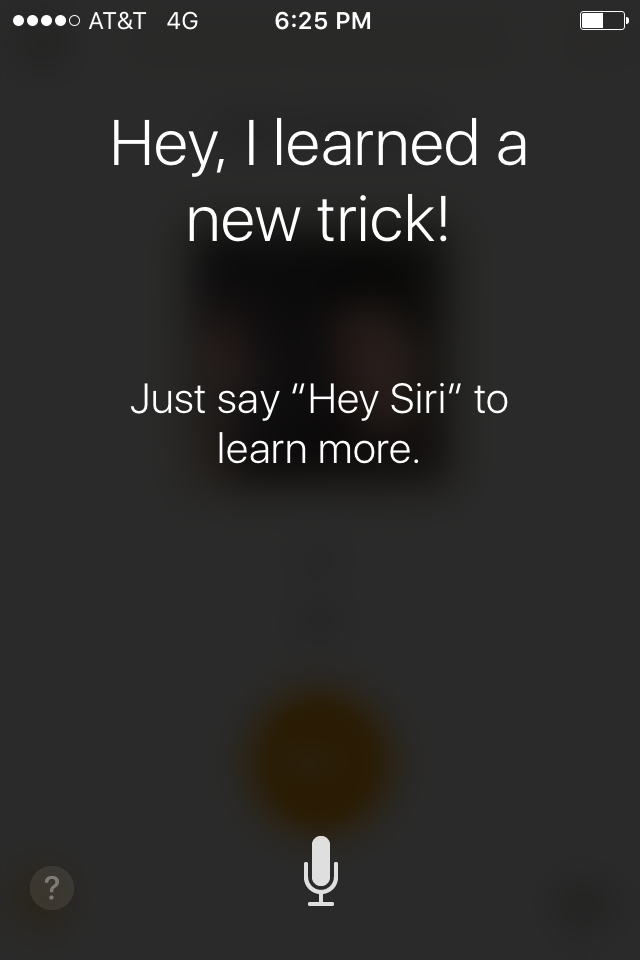 AT&T 4G 6:25 PM
Hey, I learned a
new trick!
Just say “Hey Siri” to
learn more.
?